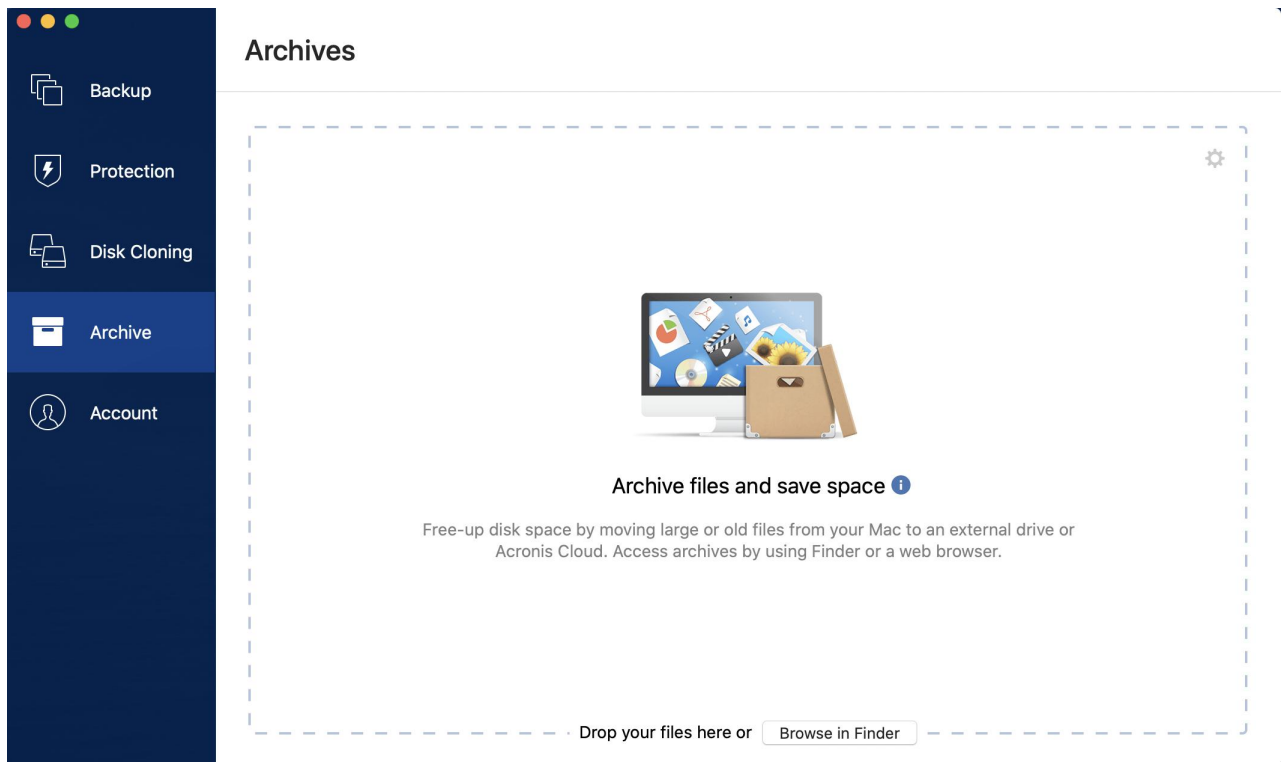 Archives
Backup
Protection
Disk Cloning
Archive
Account
Archive files and save space
Free-up disk space by moving large or old files from your Mac to an external drive or
Acronis Cloud. Access archives by using Finder or a web browser.
Drop your files here or Browse in Finder